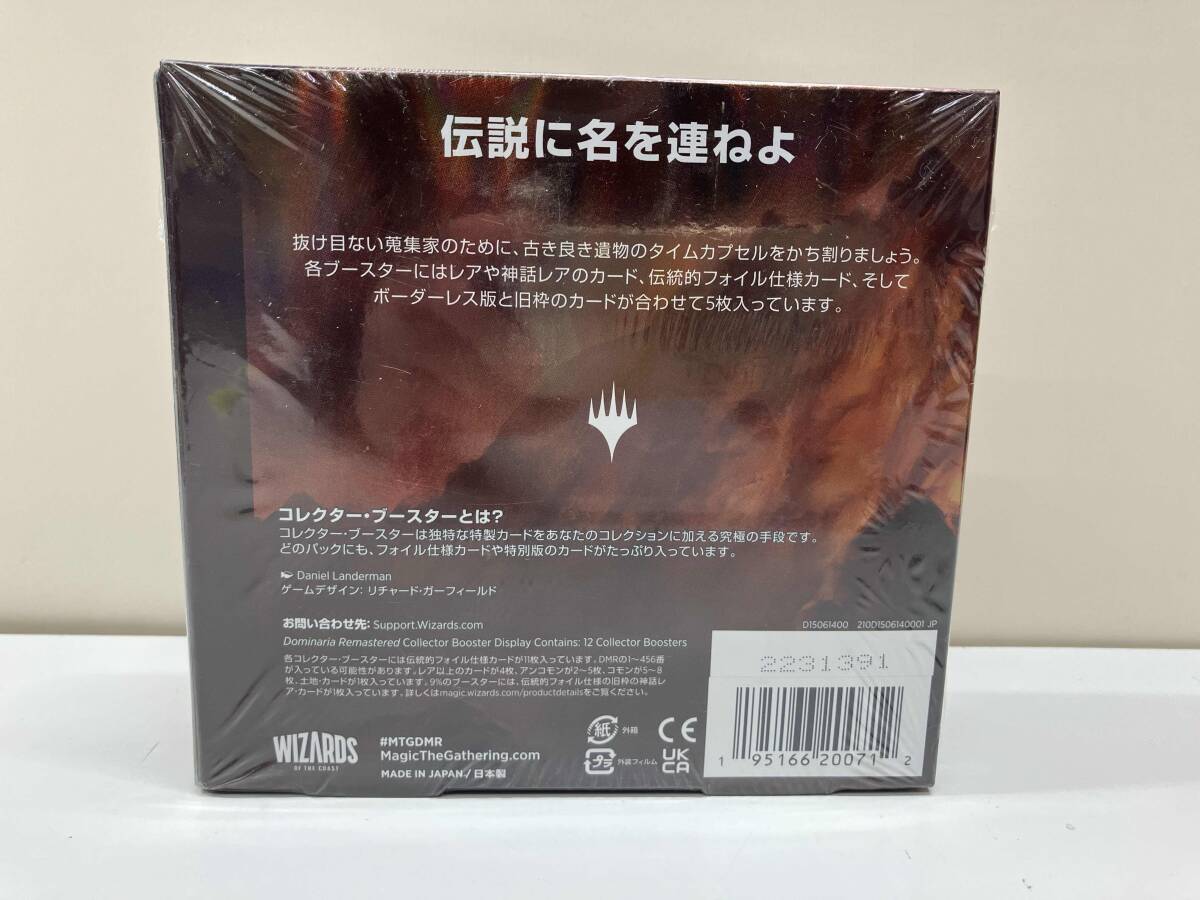 伝説に名を連ねよ
抜け目ない蒐集家のために、古き良き遺物のタイムカプセルをかち割りましょう。
各ブースターにはレアや神話レアのカード、伝統的フォイル仕様カード、そして
ボーダーレス版と旧枠のカードが合わせて5枚入っています。
コレクター・ブースターとは?
コレクター・ブースターは独特な特製カードをあなたのコレクションに加える究極の手段です。
どのパックにも、フォイル仕様カードや特別版のカードがたっぷり入っています。
Daniel Landerman
ゲームデザイン: リチャード・ガーフィールド
お問い合わせ先: Support.Wizards.com
Dominaria Remastered Collector Booster Display Contains: 12 Collector Boosters
各コレクター・ブースターには伝統的フォイル仕様カードが11枚入っています。DMRの1~456番
が入っている可能性があります。レア以上のカードが4枚、アンコモンが2~5枚、コモンが5~8
枚、土地・カードが1枚入っています。9%のブースターには、伝統的フォイル仕様の旧枠の神話レ
ア・カードが1枚入っています。詳しくはmagic.wizards.com/productdetailsをご覧ください。
D15061400 210D1506140001 JP
2231391
1 95166 20071 2
WIZARDS
OF THE COAST
#MTGDMR
MagicTheGathering.com
MADE IN JAPAN / 日本製
紙 外箱
プラ 外装フィルム
CE
UK
CA